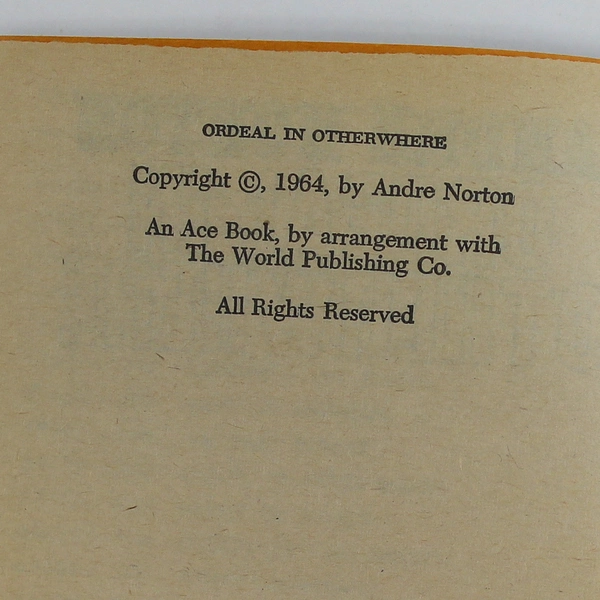 ORDEAL IN OTHERWHERE
Copyright ©, 1964, by Andre Norton
An Ace Book, by arrangement with
The World Publishing Co.
All Rights Reserved